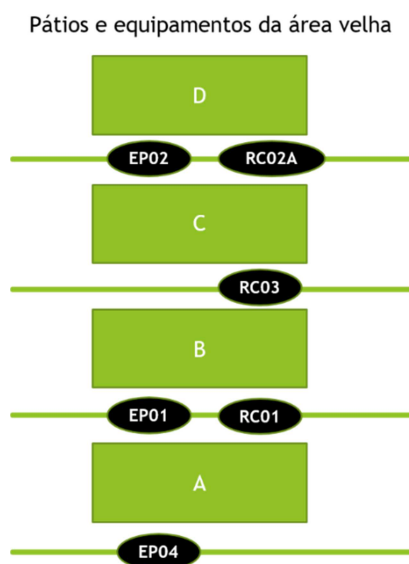 Pátios e equipamentos da área velha
D
EP02 RC02A
C
RC03
B
EP01 RC01
A
EP04